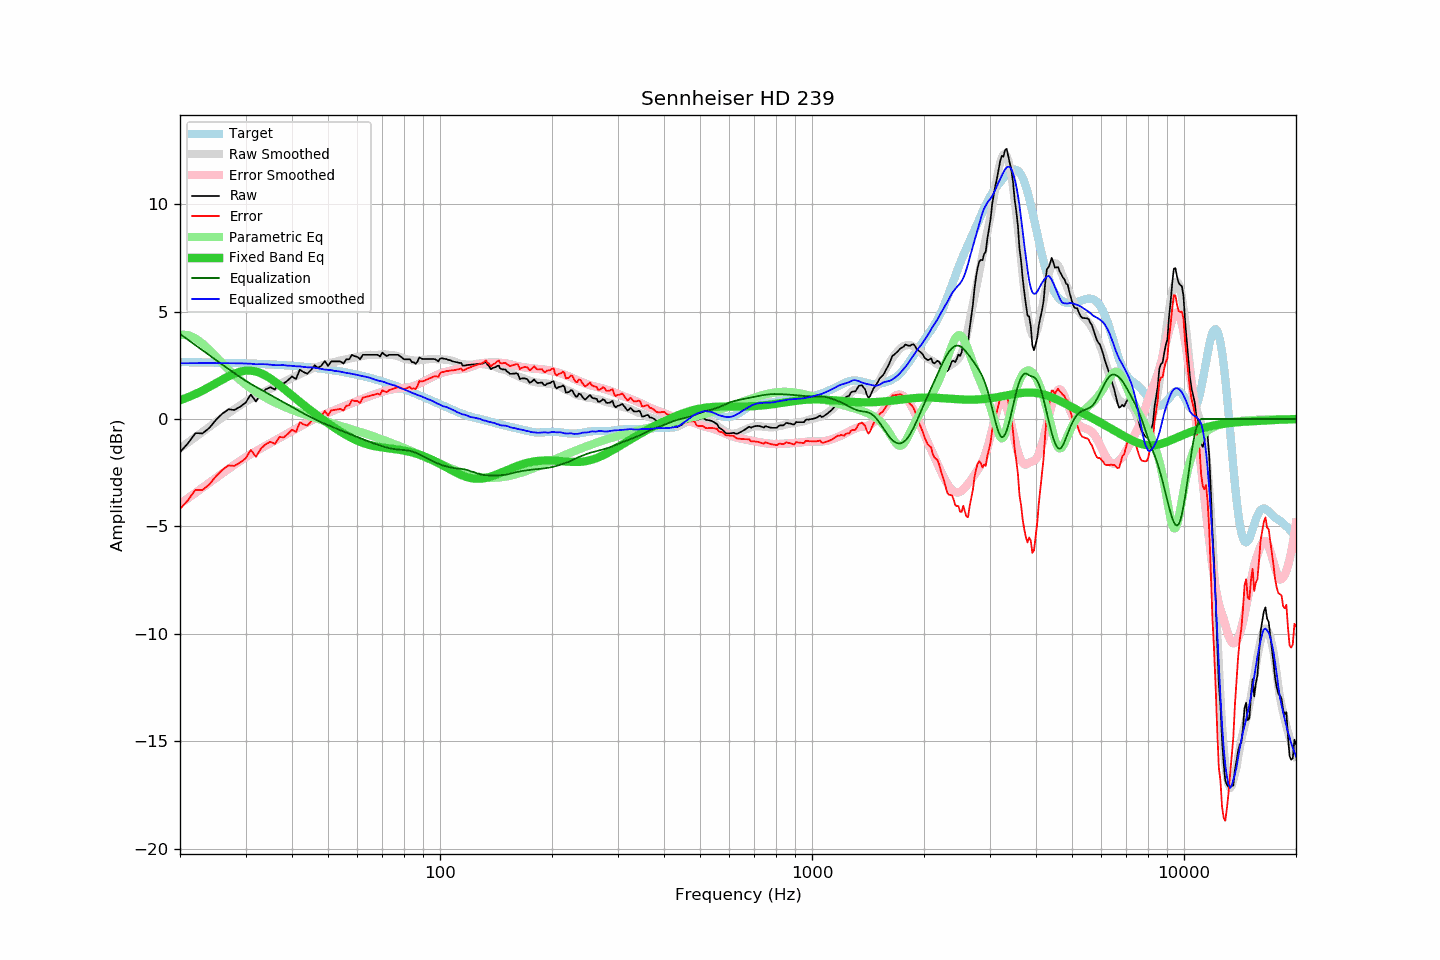 Sennheiser HD 239
Target
Raw Smoothed
Error Smoothed
Raw
Error
Parametric Eq
Fixed Band Eq
Equalization
Equalized smoothed
10
5
0
−5
−10
−15
−20
Amplitude (dBr)
100
1000
10000
Frequency (Hz)